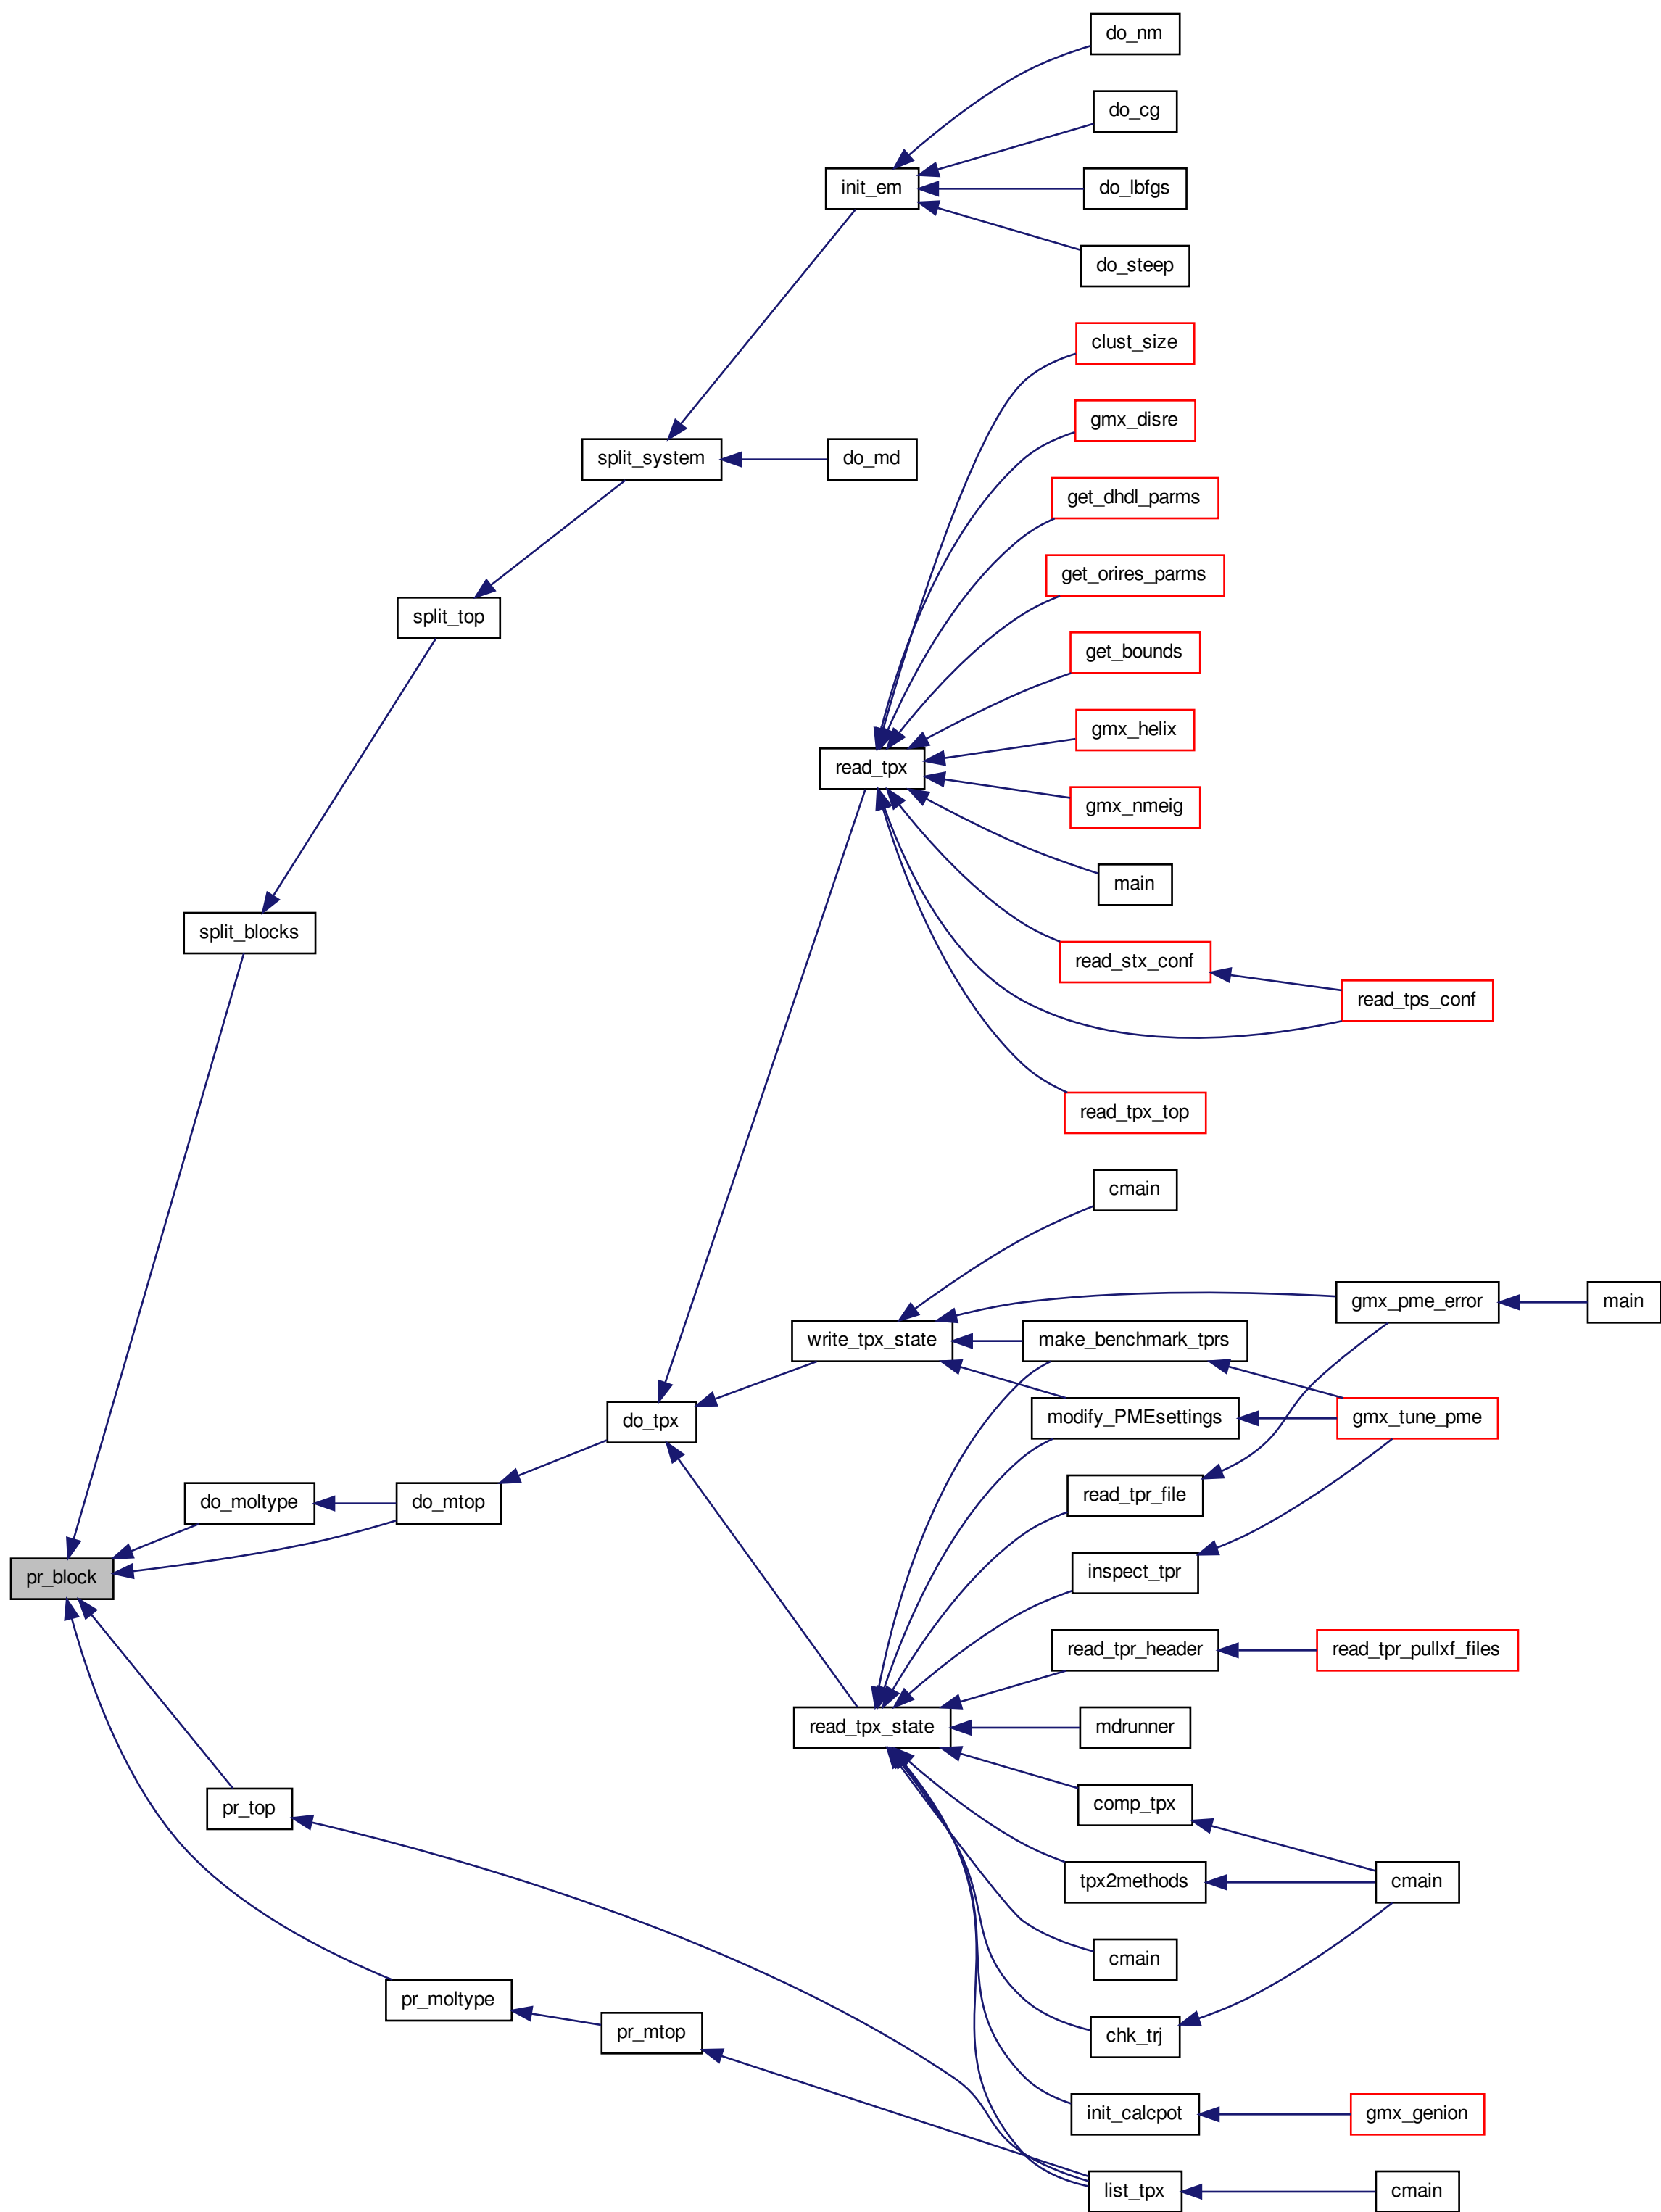 do_nm
do_cg
init_em
do_lbfgs
do_steep
clust_size
gmx_disre
split_system
do_md
get_dhdl_parms
get_orires_parms
split_top
get_bounds
gmx_helix
read_tpx
gmx_nmeig
main
split_blocks
read_stx_conf
read_tps_conf
read_tpx_top
cmain
gmx_pme_error
main
write_tpx_state
make_benchmark_tprs
do_tpx
modify_PMEsettings
gmx_tune_pme
do_moltype
do_mtop
read_tpr_file
pr_block
inspect_tpr
read_tpr_header
read_tpr_pullxf_files
read_tpx_state
mdrunner
pr_top
comp_tpx
tpx2methods
cmain
cmain
pr_moltype
pr_mtop
chk_trj
init_calcpot
gmx_genion
list_tpx
cmain